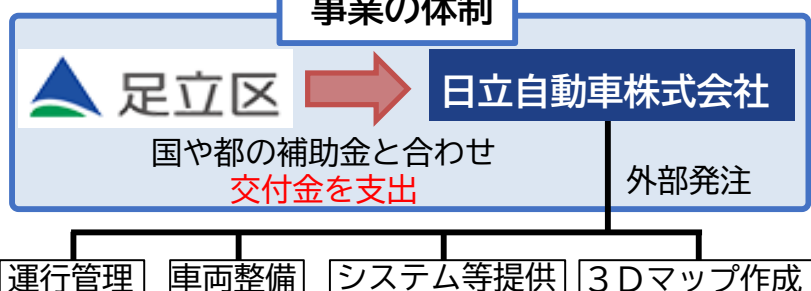 事業の体制
足立区
日立自動車株式会社
国や都の補助金と合わせ
交付金を支出
外部発注
運行管理
車両整備
システム等提供
3Dマップ作成